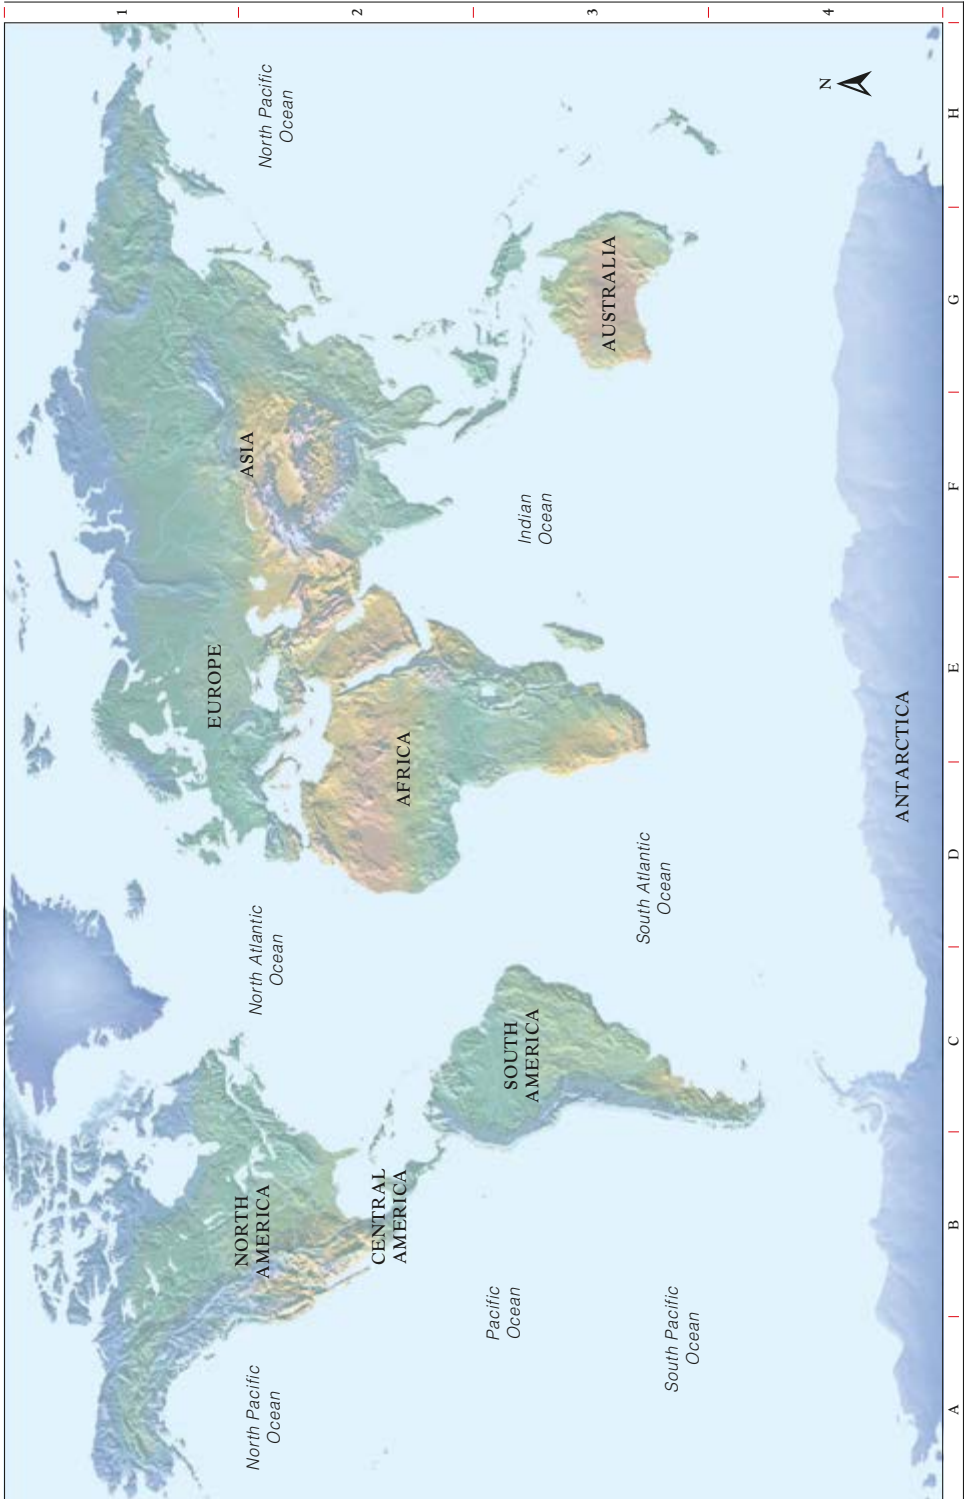 1
2
3
4
A
B
C
D
E
F
G
H
N
North Pacific
Ocean
North Pacific
Ocean
NORTH
AMERICA
CENTRAL
AMERICA
Pacific
Ocean
South Pacific
Ocean
North Atlantic
Ocean
SOUTH
AMERICA
South Atlantic
Ocean
EUROPE
AFRICA
ASIA
Indian
Ocean
AUSTRALIA
ANTARCTICA